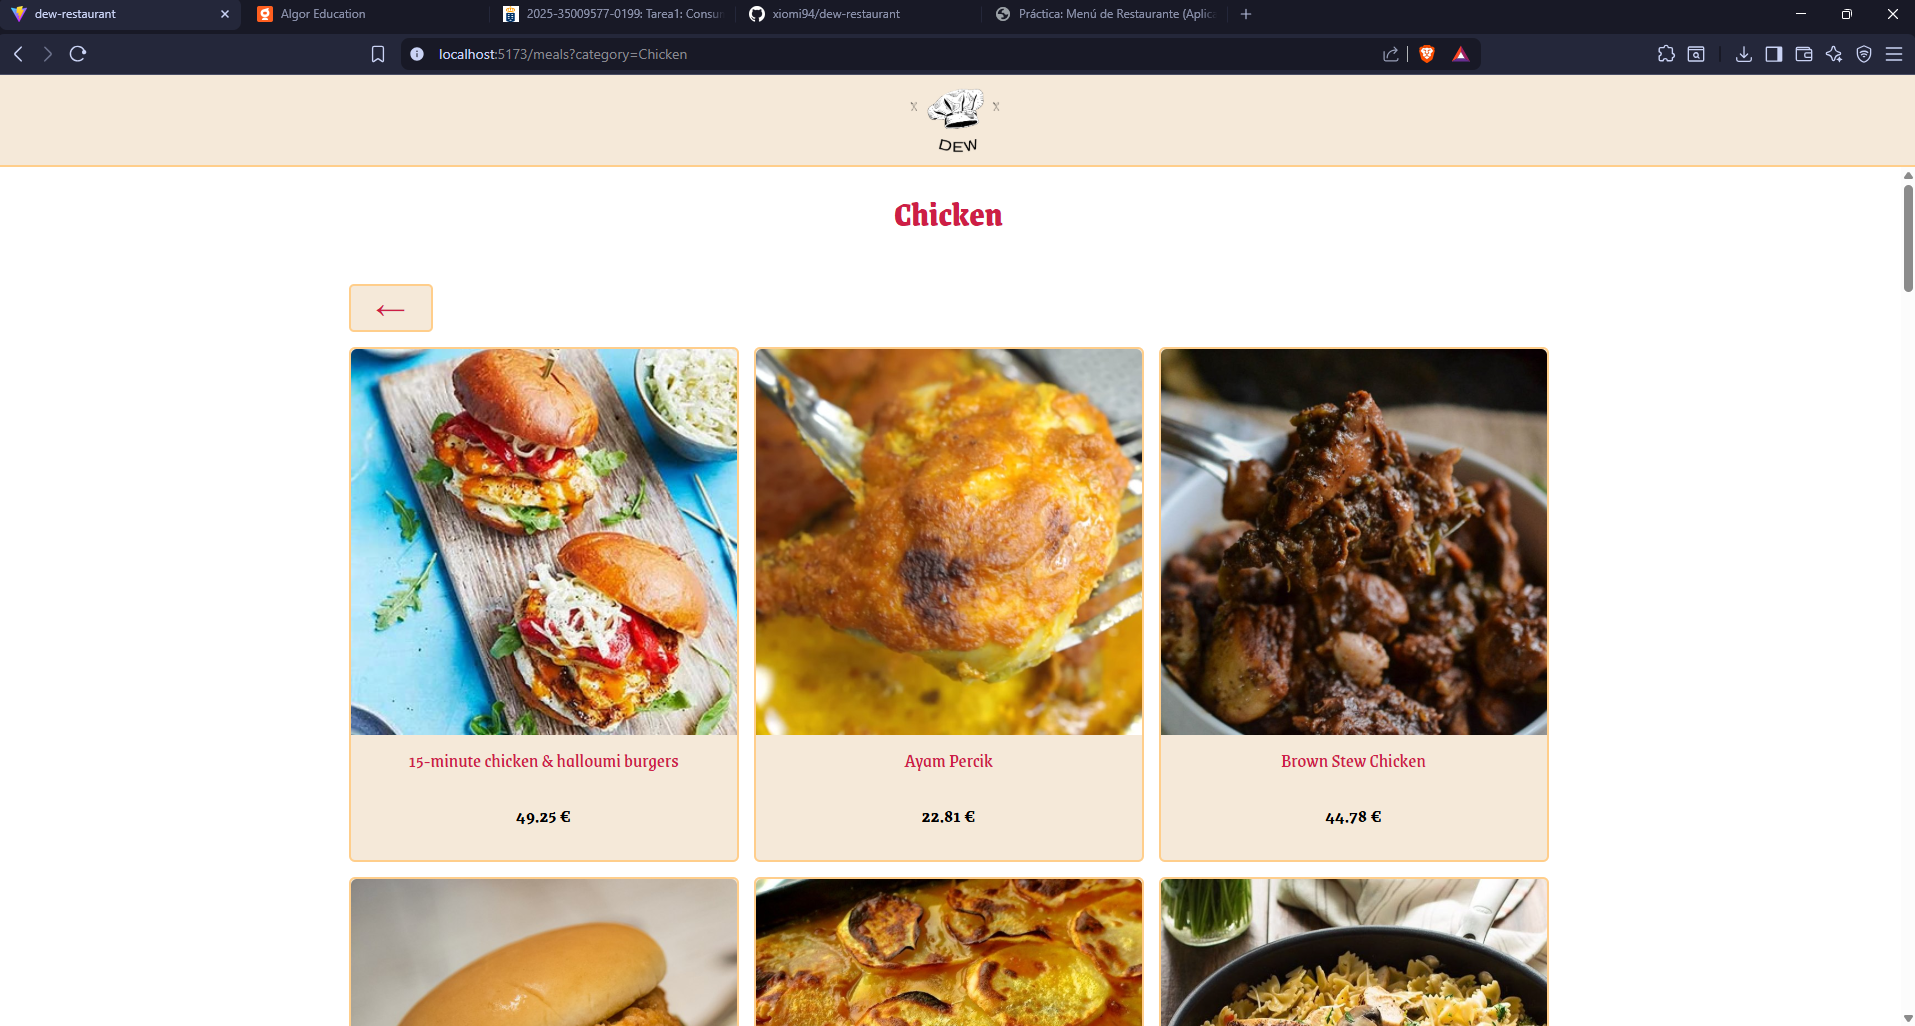 dew-restaurant
Algor Education
2025-35009577-0199: Tarea1: Consu
xiomi94/dew-restaurant
Práctica: Menú de Restaurante (Aplic
localhost:5173/meals?category=Chicken
X X
DEW
Chicken
←
15-minute chicken & halloumi burgers
Ayam Percik
Brown Stew Chicken
49.25 €
22.81 €
44.78 €